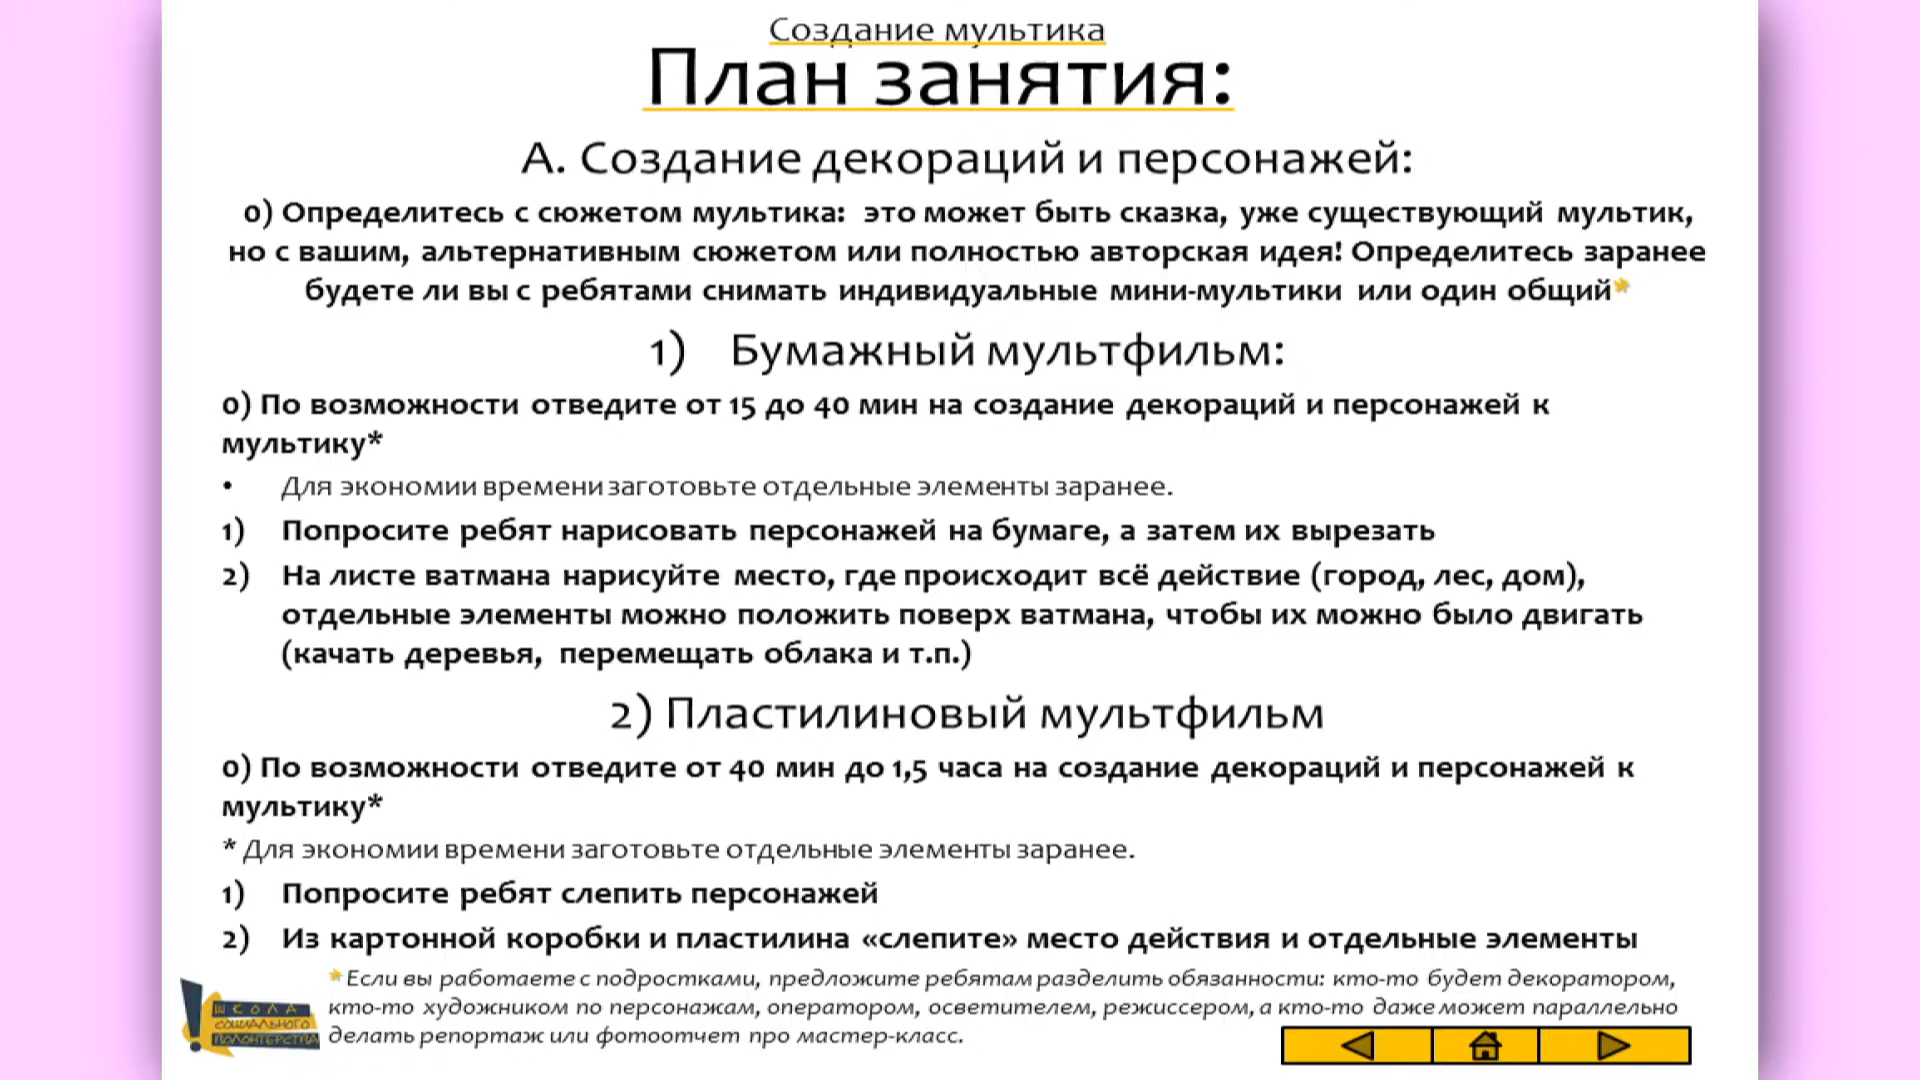 Создание мультика
План занятия:
А. Создание декораций и персонажей:
0) Определитесь с сюжетом мультика: это может быть сказка, уже существующий мультик,
но с вашим, альтернативным сюжетом или полностью авторская идея! Определитесь заранее
будете ли вы с ребятами снимать индивидуальные мини-мультики или один общий*
1) Бумажный мультфильм:
0) По возможности отведите от 15 до 40 мин на создание декораций и персонажей к
мультику*
• Для экономии времени заготовьте отдельные элементы заранее.
1) Попросите ребят нарисовать персонажей на бумаге, а затем их вырезать
2) На листе ватмана нарисуйте место, где происходит всё действие (город, лес, дом),
отдельные элементы можно положить поверх ватмана, чтобы их можно было двигать
(качать деревья, перемещать облака и т.п.)
2) Пластилиновый мультфильм
0) По возможности отведите от 40 мин до 1,5 часа на создание декораций и персонажей к
мультику*
* Для экономии времени заготовьте отдельные элементы заранее.
1) Попросите ребят слепить персонажей
2) Из картонной коробки и пластилина «слепите» место действия и отдельные элементы
* Если вы работаете с подростками, предложите ребятам разделить обязанности: кто-то будет декоратором,
кто-то художником по персонажам, оператором, осветителем, режиссером, а кто-то даже может параллельно
делать репортаж или фотоотчет про мастер-класс.
ШКОЛА
СОЦИАЛЬНОГО
ВОЛОНТЕРСТВА